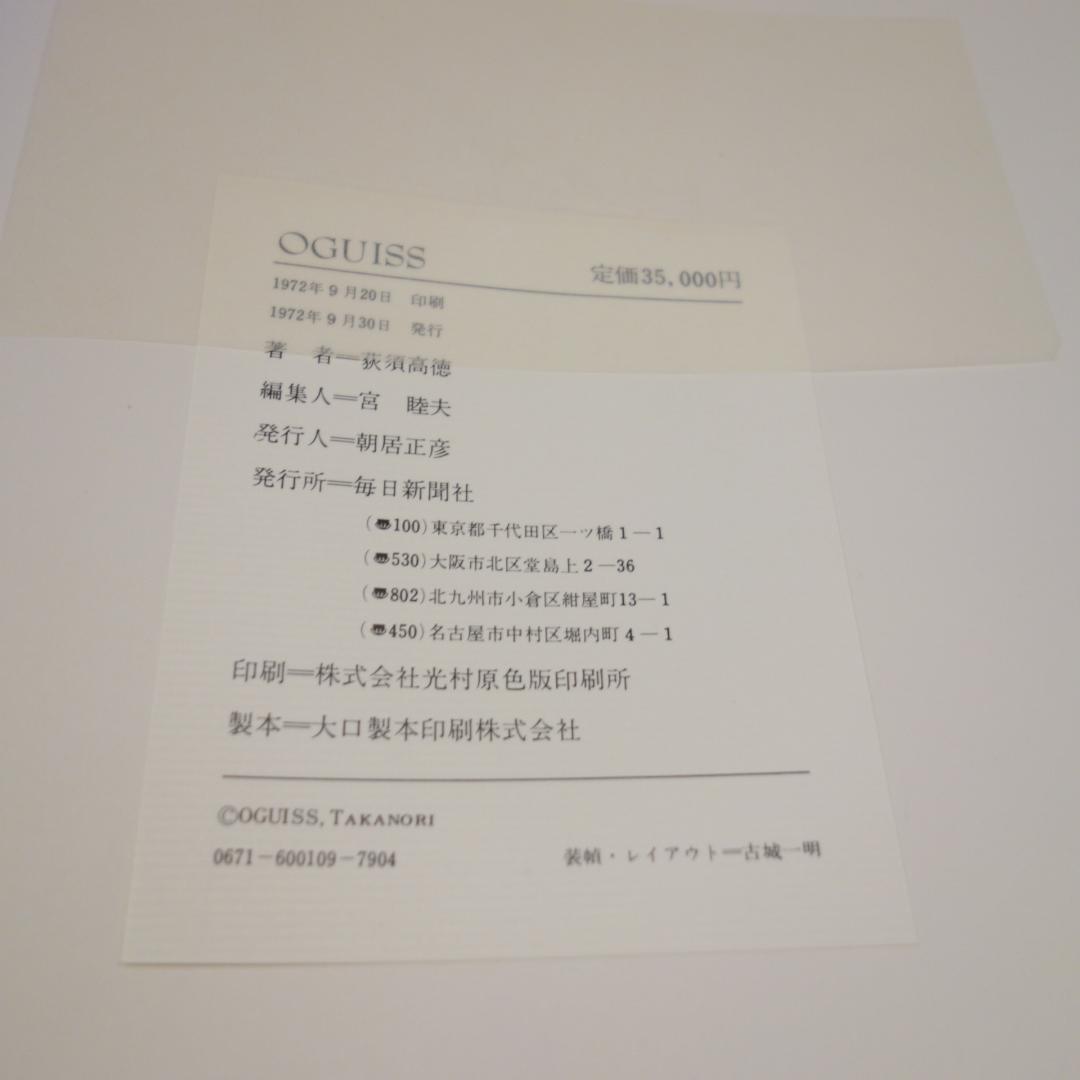 OGUISS
定価35,000円
1972年9月20日 印刷
1972年9月30日 発行
著 者＝荻須高徳
編集人＝宮 睦夫
発行人＝朝居正彦
発行所＝毎日新聞社
(〠100)東京都千代田区一ツ橋1―1
(〠530)大阪市北区堂島上2―36
(〠802)北九州市小倉区紺屋町13―1
(〠450)名古屋市中村区堀内町4―1
印刷＝株式会社光村原色版印刷所
製本＝大口製本印刷株式会社
©OGUISS, TAKANORI
0671-600109-7904
装幀・レイアウト＝古城一明